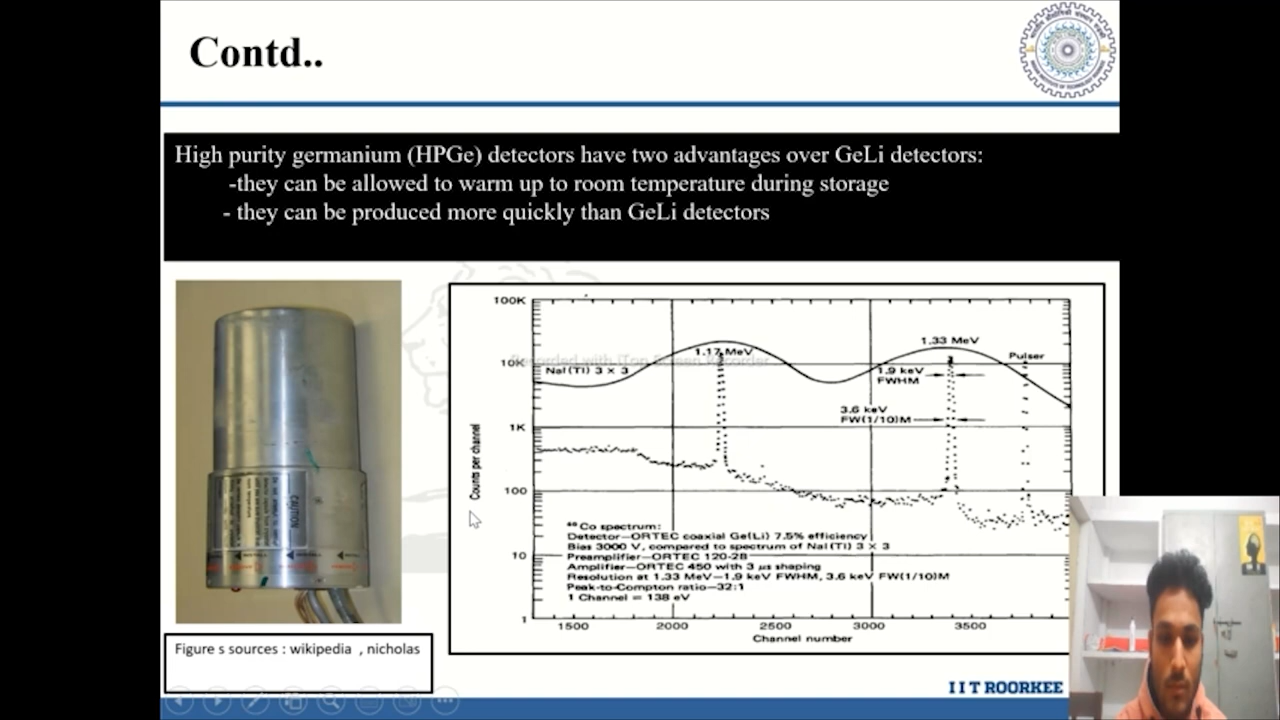 Contd..
High purity germanium (HPGe) detectors have two advantages over GeLi detectors:
-they can be allowed to warm up to room temperature during storage
- they can be produced more quickly than GeLi detectors
100K
10K
1K
100
10
1
Counts per channel
Recorded with iTop Screen Recorder
NaI(Tl) 3 × 3
1.17 MeV
1.33 MeV
Pulser
1.9 keV
FWHM
3.6 keV
FW(1/10)M
⁶⁰Co spectrum:
Detector—ORTEC coaxial Ge(Li) 7.5% efficiency
Bias 3000 V, compared to spectrum of NaI(Tl) 3 × 3
Preamplifier—ORTEC 120-2B
Amplifier—ORTEC 450 with 3 μs shaping
Resolution at 1.33 MeV—1.9 keV FWHM, 3.6 keV FW(1/10)M
Peak-to-Compton ratio—32:1
1 Channel = 138 eV
1500 2000 2500 3000 3500
Channel number
CAUTION
Figure s sources : wikipedia , nicholas
I I T ROORKEE